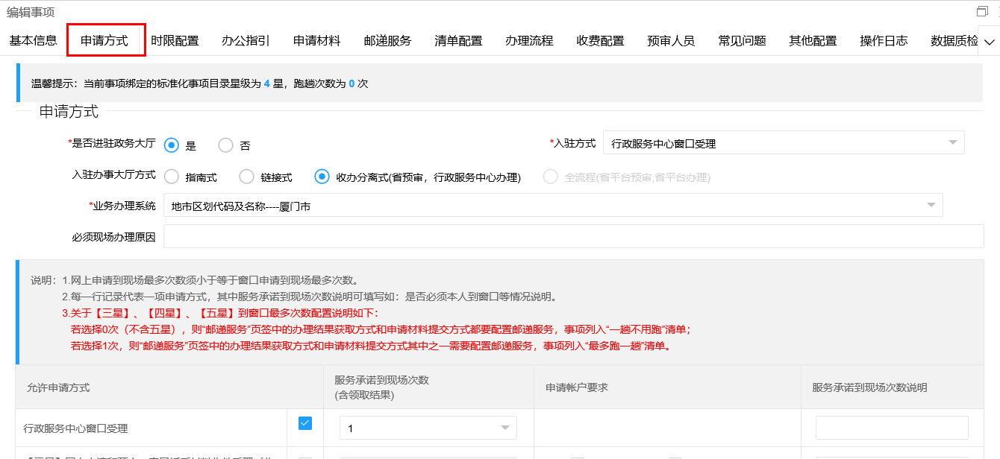 编辑事项
基本信息 申请方式 时限配置 办公指引 申请材料 邮递服务 清单配置 办理流程 收费配置 预审人员 常见问题 其他配置 操作日志 数据质检
温馨提示：当前事项绑定的标准化事项目录星级为 4 星，跑趟次数为 0 次
申请方式
*是否进驻政务大厅 是 否 *入驻方式 行政服务中心窗口受理
入驻办事大厅方式 指南式 链接式 收办分离式(省预审，行政服务中心办理) 全流程(省平台预审,省平台办理)
*业务办理系统 地市区划代码及名称----厦门市
必须现场办理原因
说明：1.网上申请到现场最多次数须小于等于窗口申请到现场最多次数。
2.每一行记录代表一项申请方式，其中服务承诺到现场次数说明可填写如：是否必须本人到窗口等情况说明。
3.关于【三星】、【四星】、【五星】到窗口最多次数配置说明如下：
若选择0次（不含五星），则“邮递服务”页签中的办理结果获取方式和申请材料提交方式都要配置邮递服务，事项列入“一趟不用跑”清单；
若选择1次，则“邮递服务”页签中的办理结果获取方式和申请材料提交方式其中之一需要配置邮递服务，事项列入“最多跑一趟”清单。
允许申请方式 服务承诺到现场次数 申请帐户要求 服务承诺到现场次数说明
(含领取结果)
行政服务中心窗口受理 1